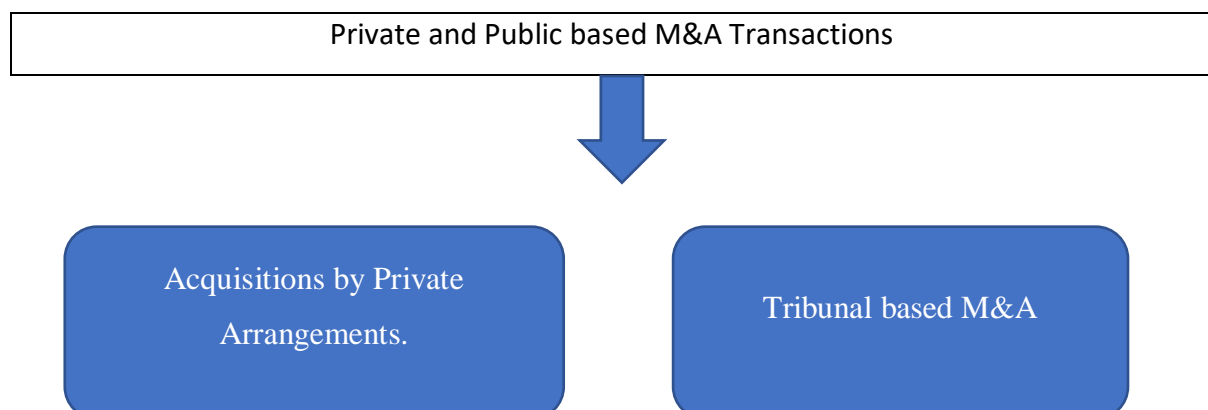 Private and Public based M&A Transactions
Acquisitions by Private
Arrangements.
Tribunal based M&A